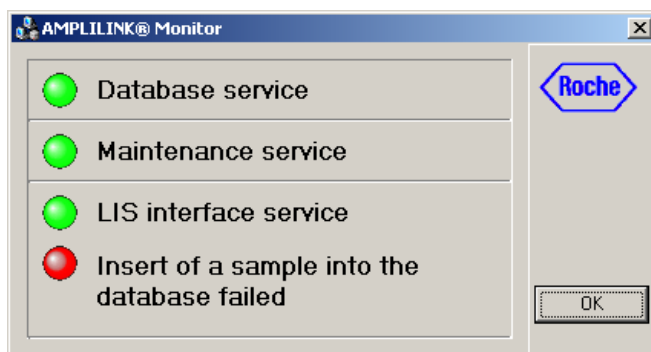 AMPLILINK® Monitor
Database service
Roche
Maintenance service
LIS interface service
Insert of a sample into the
database failed
OK